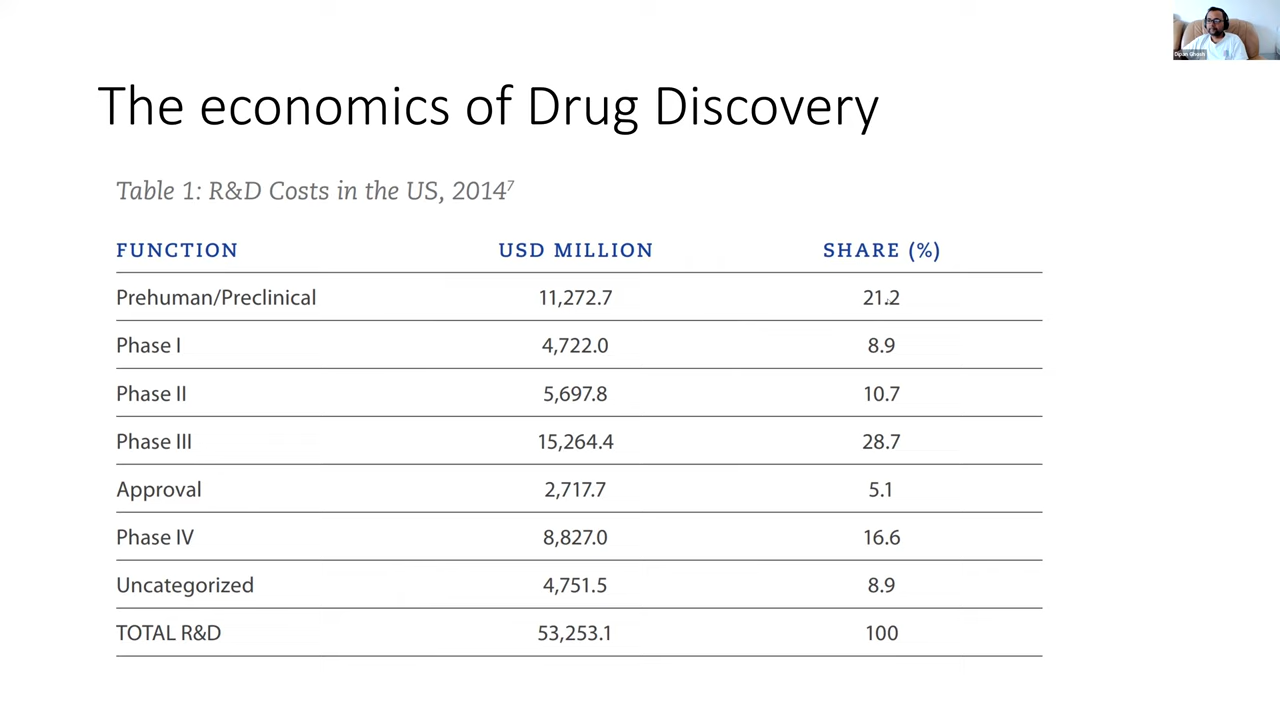 Dipan Ghosh
The economics of Drug Discovery
Table 1: R&D Costs in the US, 2014⁷
FUNCTION USD MILLION SHARE (%)
Prehuman/Preclinical 11,272.7 21.2
Phase I 4,722.0 8.9
Phase II 5,697.8 10.7
Phase III 15,264.4 28.7
Approval 2,717.7 5.1
Phase IV 8,827.0 16.6
Uncategorized 4,751.5 8.9
TOTAL R&D 53,253.1 100